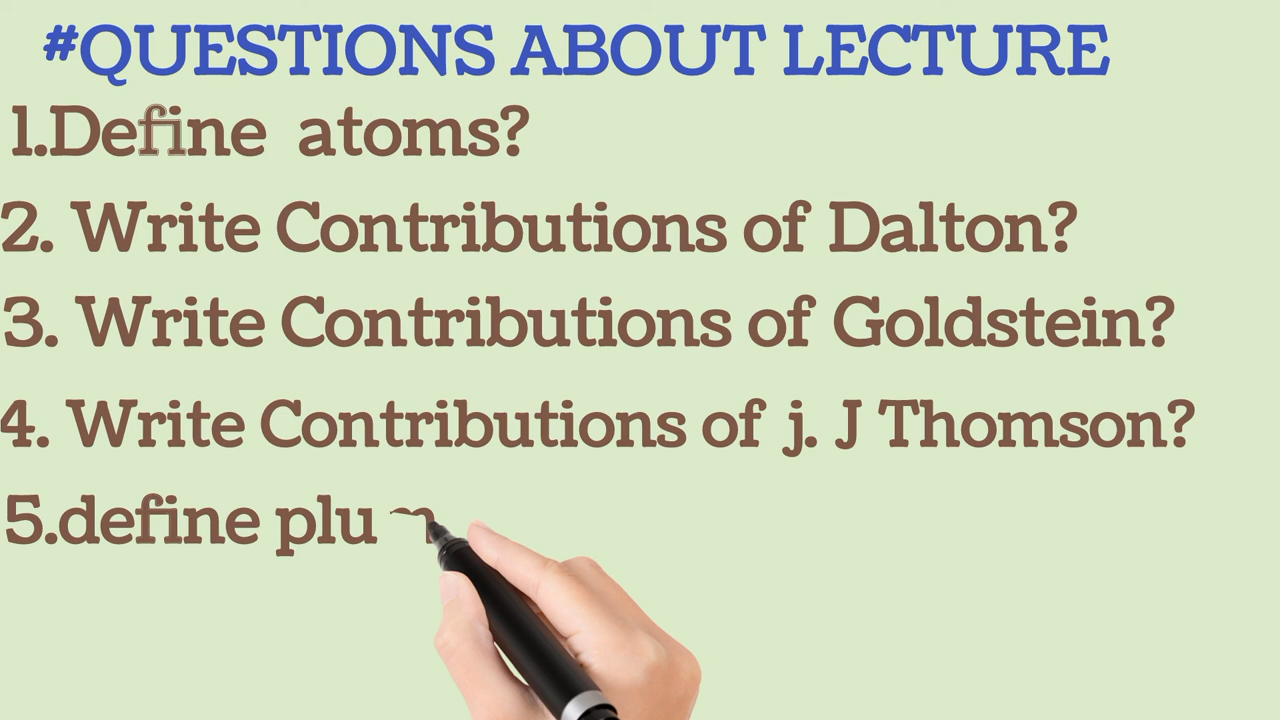 #QUESTIONS ABOUT LECTURE
1.Define atoms?
2. Write Contributions of Dalton?
3. Write Contributions of Goldstein?
4. Write Contributions of j. J Thomson?
5.define plu